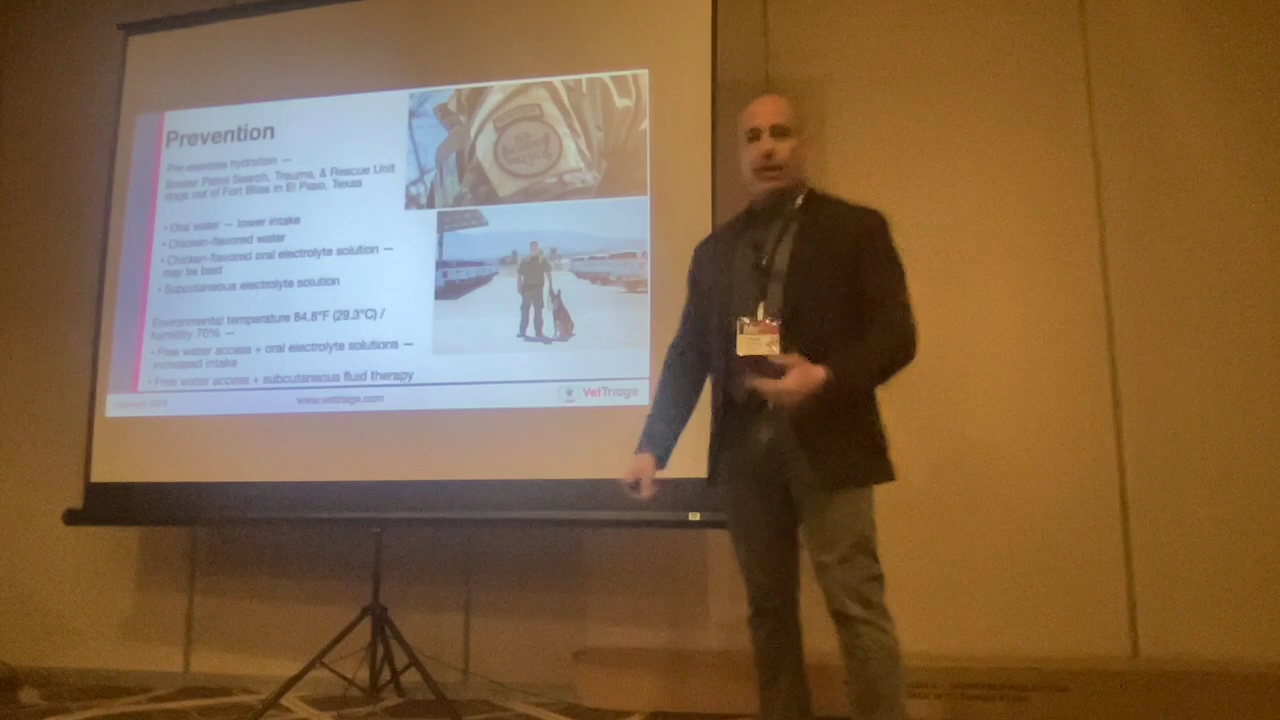 Prevention
Pre-exercise hydration —
Border Patrol Search, Trauma, & Rescue Unit
dogs out of Fort Bliss in El Paso, Texas
• Oral water — lower intake
• Chicken-flavored water
• Chicken-flavored oral electrolyte solution —
may be best
• Subcutaneous electrolyte solution
Environmental temperature 84.8°F (29.3°C) /
humidity 70% —
• Free water access + oral electrolyte solutions —
increased intake
• Free water access + subcutaneous fluid therapy
www.vettriage.com
VetTriage